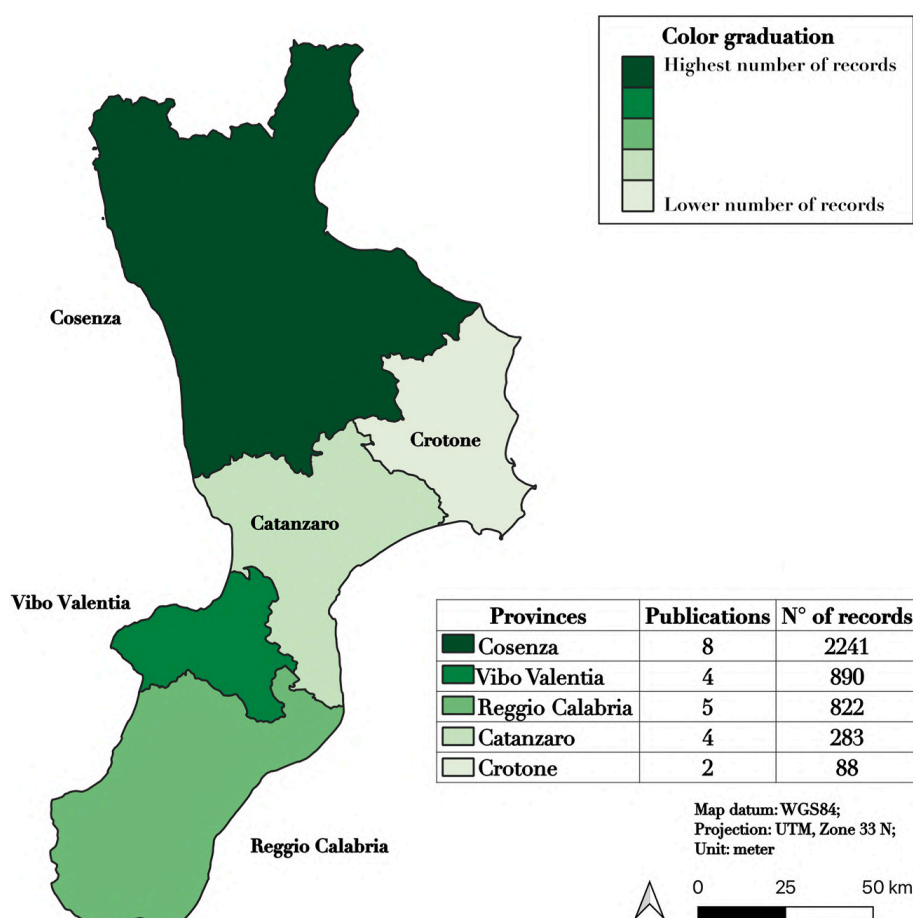 Color graduation
Highest number of records
Lower number of records
Cosenza
Crotone
Catanzaro
Vibo Valentia
Reggio Calabria
Provinces Publications N° of records
Cosenza 8 2241
Vibo Valentia 4 890
Reggio Calabria 5 822
Catanzaro 4 283
Crotone 2 88
Map datum: WGS84;
Projection: UTM, Zone 33 N;
Unit: meter
0 25 50 km